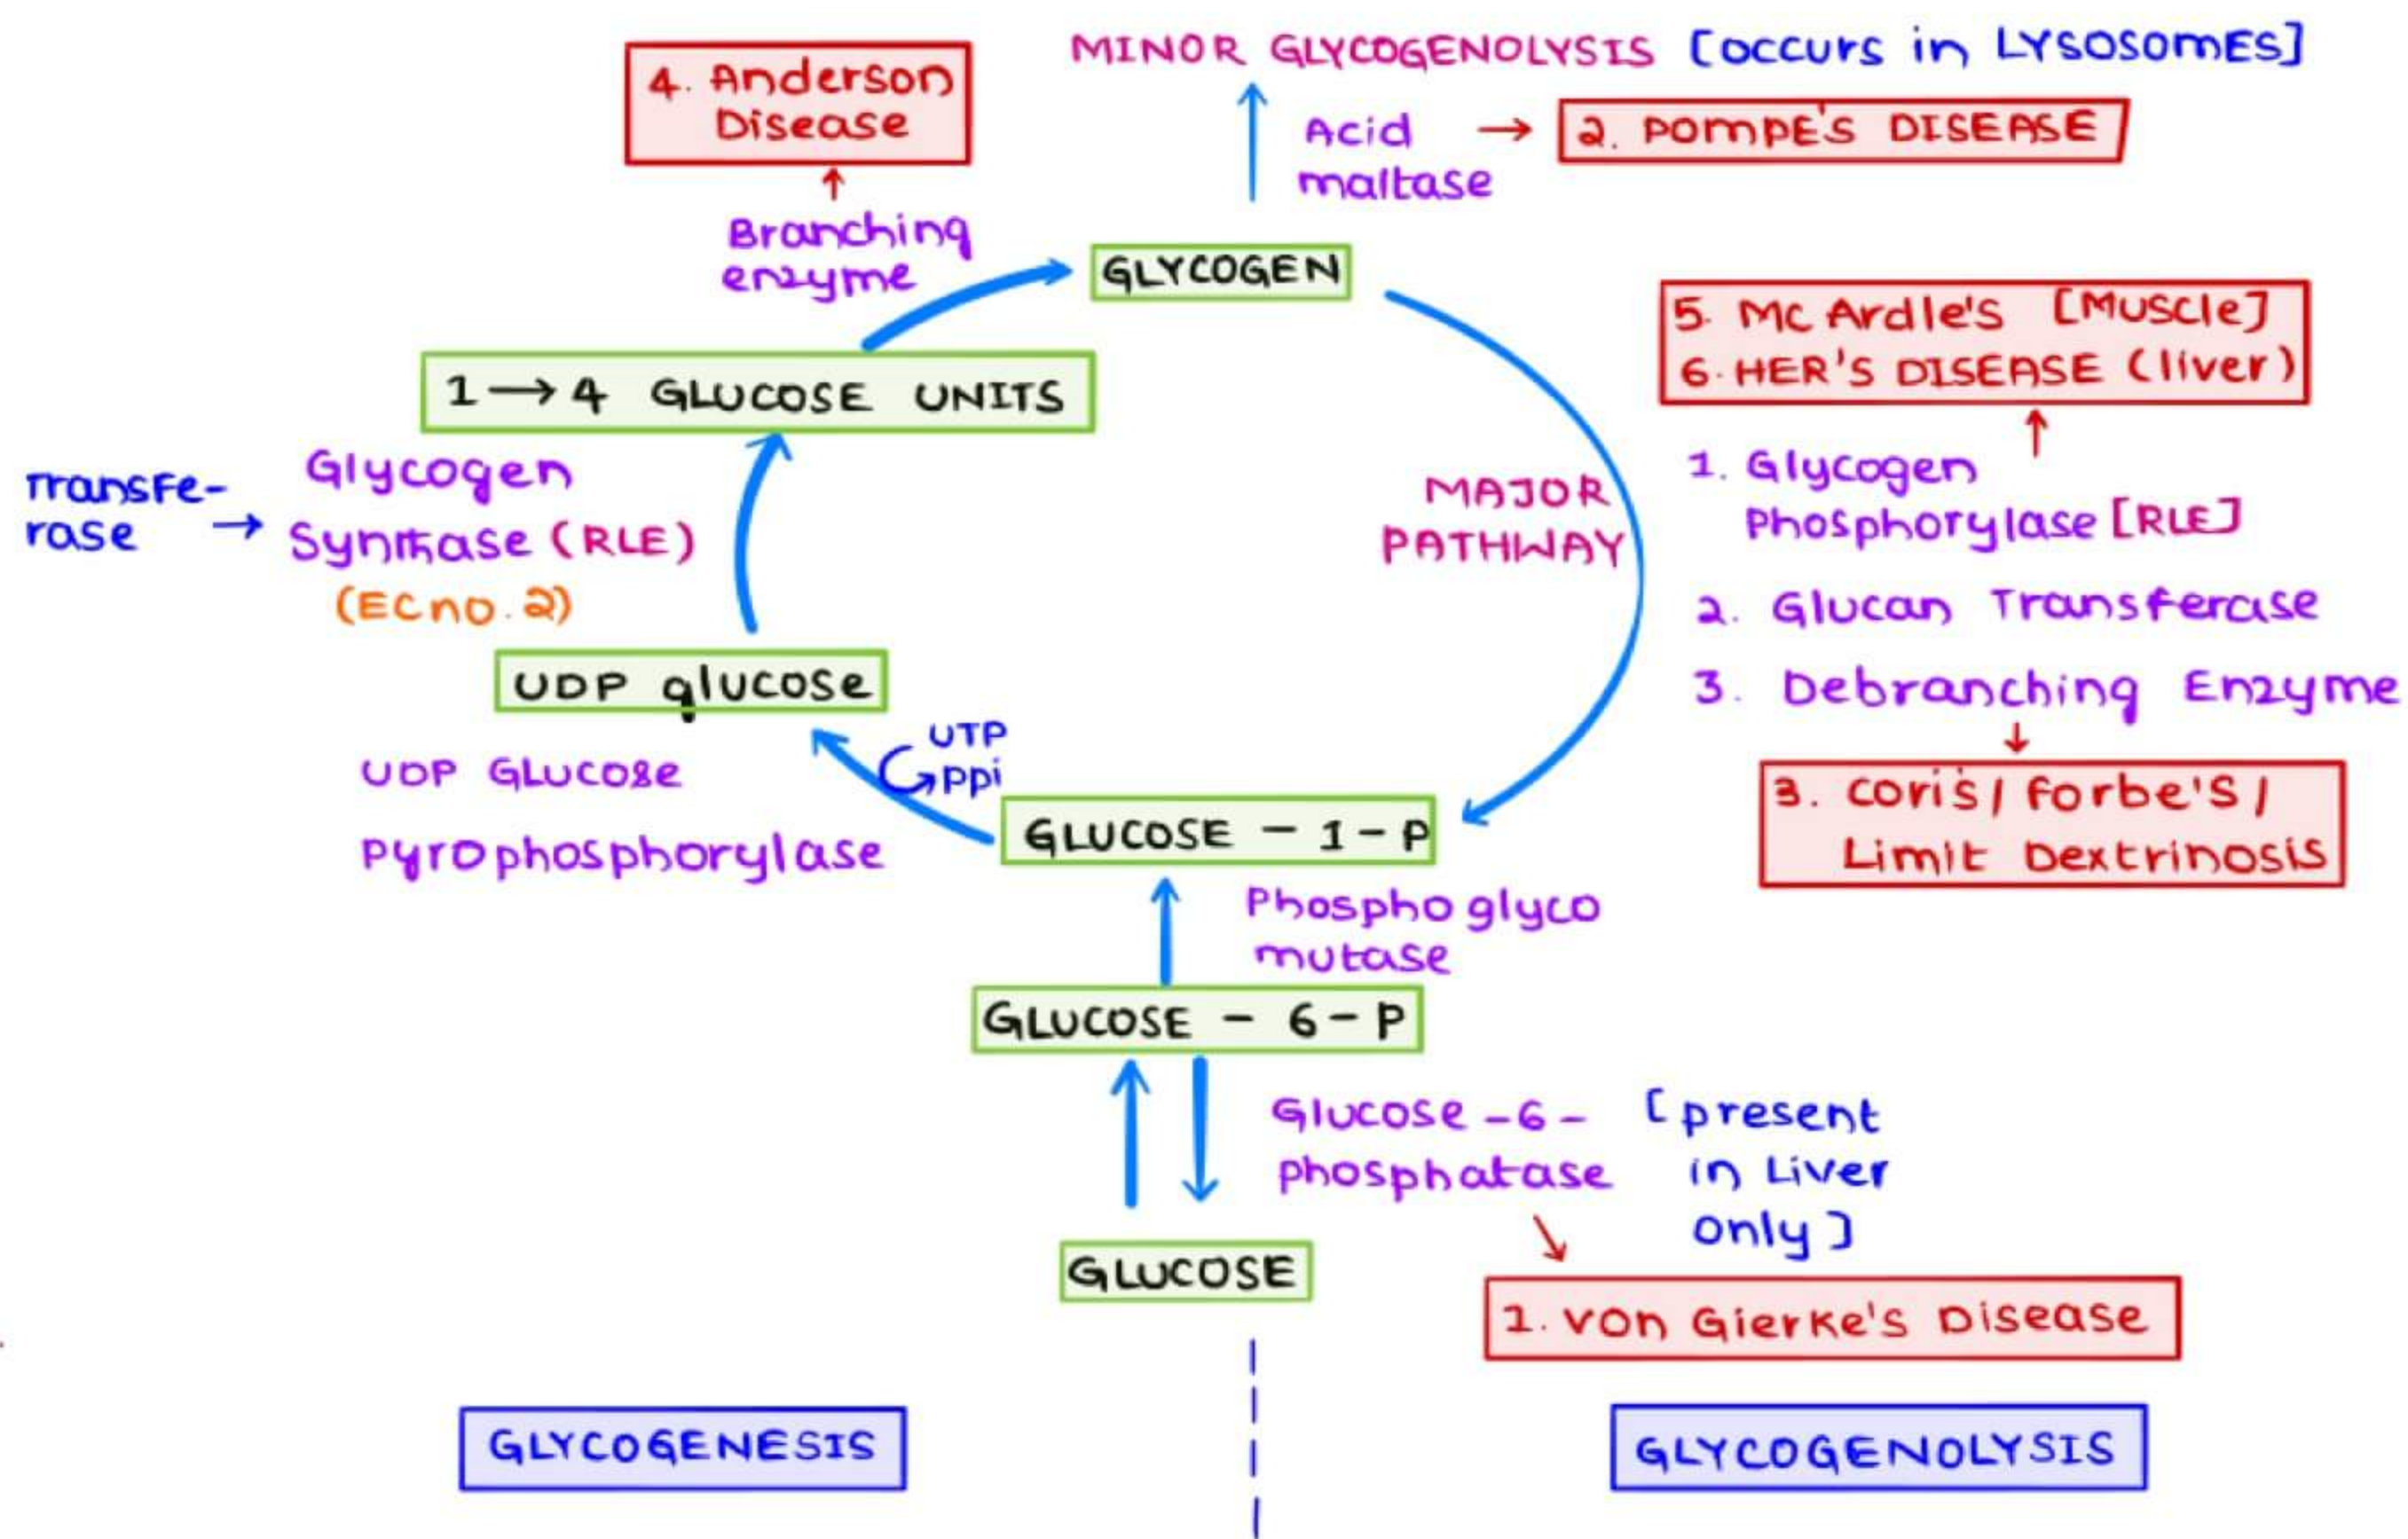 MINOR GLYCOGENOLYSIS [occurs in LYSOSOMES]
4. Anderson
Disease
Acid
maltase
→ 2. POMPE'S DISEASE
Branching
enzyme
GLYCOGEN
5. Mc Ardle's [Muscle]
6. HER'S DISEASE (liver)
1 → 4 GLUCOSE UNITS
Transfe-
rase →
Glycogen
Synthase (RLE)
(EC no. 2)
MAJOR
PATHWAY
1. Glycogen
Phosphorylase [RLE]
2. Glucan Transferase
3. Debranching Enzyme
UDP glucose
UTP
PPi
UDP GLUCOSE
Pyrophosphorylase
3. Cori's / Forbe's /
Limit Dextrinosis
GLUCOSE - 1 - P
Phospho glyco
mutase
GLUCOSE - 6 - P
Glucose - 6 -
phosphatase
[present
in Liver
only]
GLUCOSE
1. Von Gierke's Disease
GLYCOGENESIS
GLYCOGENOLYSIS